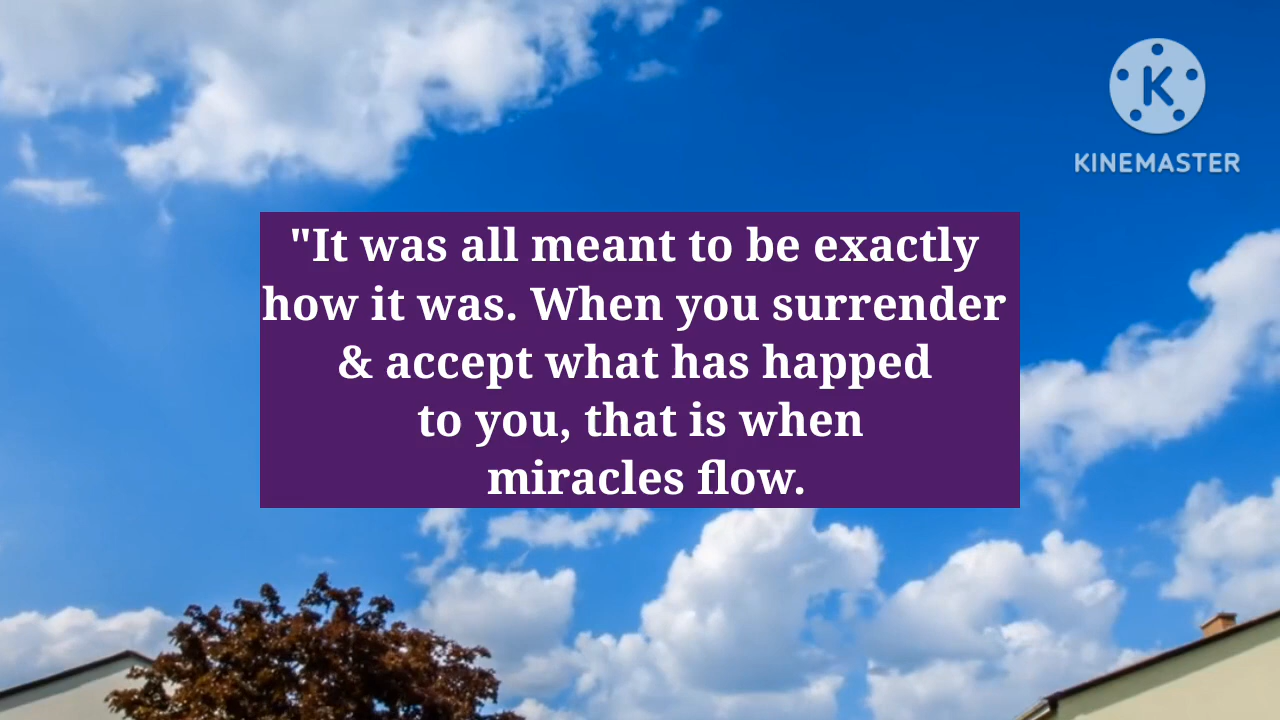 KINEMASTER
"It was all meant to be exactly
how it was. When you surrender
& accept what has happed
to you, that is when
miracles flow.